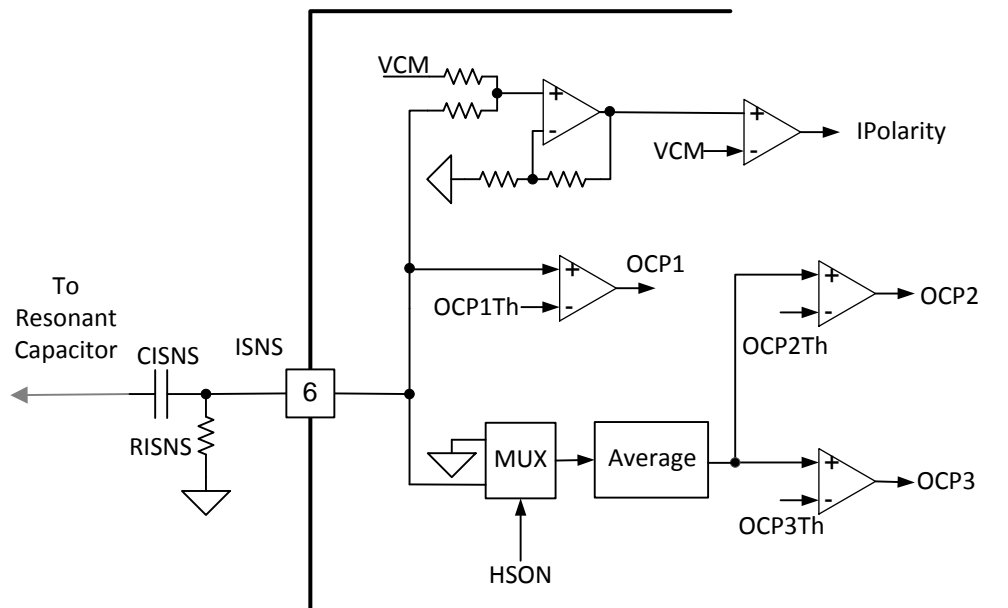 VCM
+
-
+
VCM
-
IPolarity
+
OCP1
OCP1Th
-
+
OCP2
-
OCP2Th
To
Resonant
Capacitor
CISNS
ISNS
6
RISNS
MUX
Average
+
OCP3
-
OCP3Th
HSON